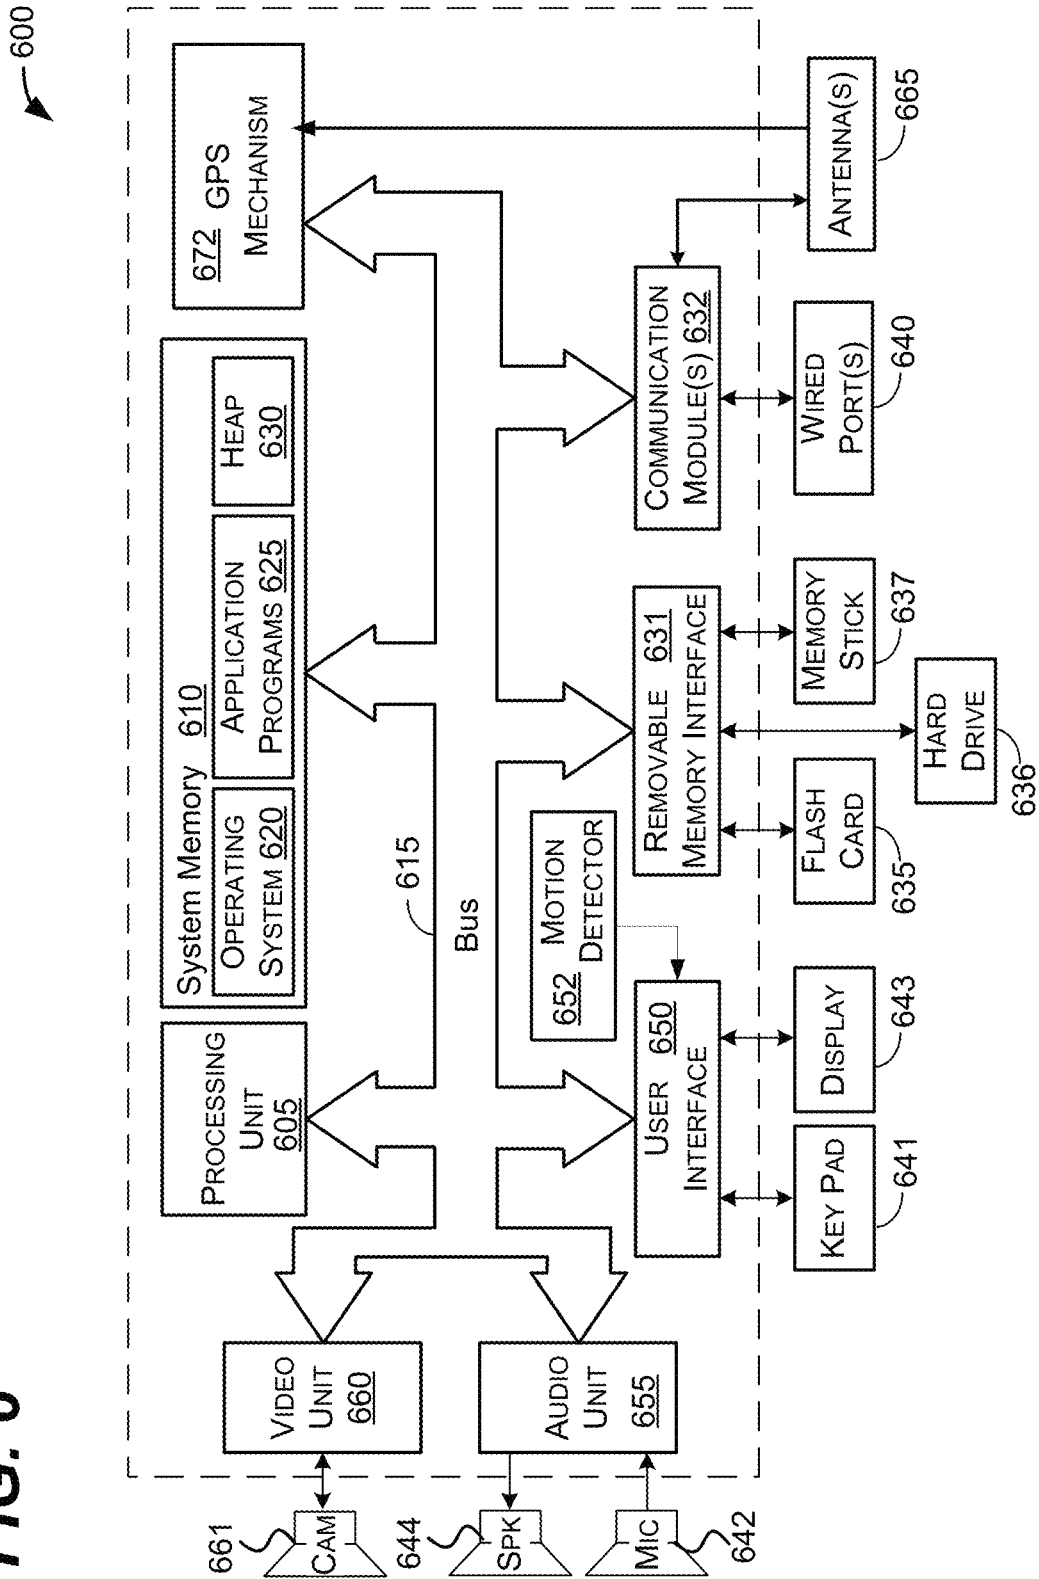 600
672 GPS
MECHANISM
System Memory 610
OPERATING
SYSTEM 620
APPLICATION
PROGRAMS 625
HEAP
630
PROCESSING
UNIT
605
615
Bus
VIDEO
UNIT
660
AUDIO
UNIT
655
652 MOTION
DETECTOR
USER 650
INTERFACE
REMOVABLE 631
MEMORY INTERFACE
COMMUNICATION
MODULE(S) 632
ANTENNA(S)
665
WIRED
PORT(S)
640
MEMORY
STICK
637
HARD
DRIVE
636
FLASH
CARD
635
DISPLAY
643
KEY PAD
641
CAM
661
SPK
644
MIC
642
FIG. 6